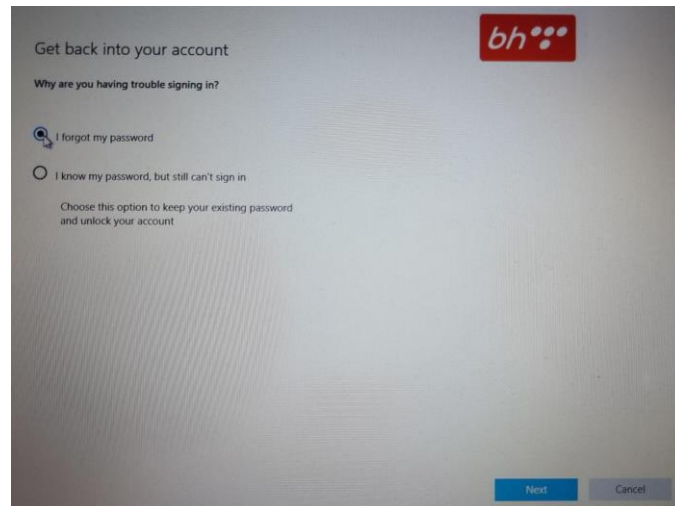 bh
Get back into your account
Why are you having trouble signing in?
I forgot my password
I know my password, but still can't sign in
Choose this option to keep your existing password
and unlock your account
Next
Cancel